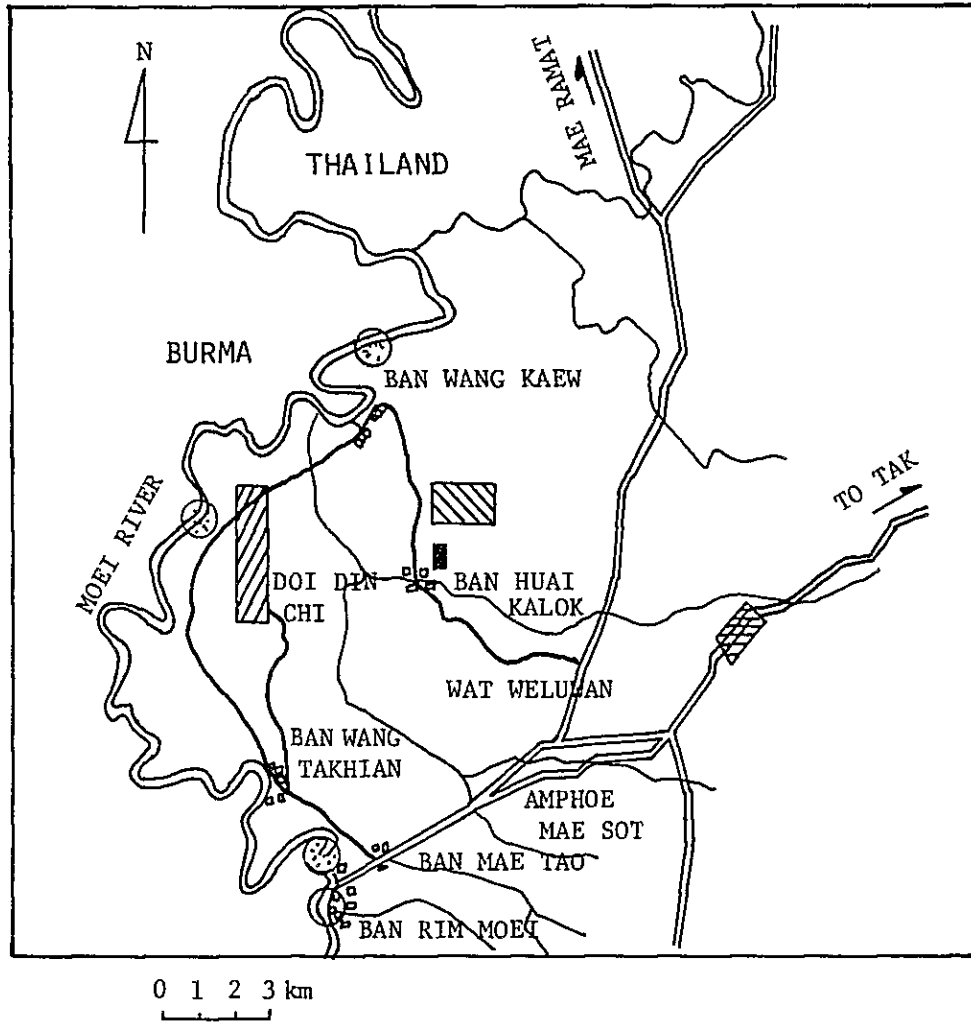 N
MAE RAMAT
THAILAND
BURMA
BAN WANG KAEW
TO TAK
MOEI RIVER
DOI DIN
CHI
BAN HUAI
KALOK
WAT WELUWAN
BAN WANG
TAKHIAN
AMPHOE
MAE SOT
BAN MAE TAO
BAN RIM MOEI
0 1 2 3 km